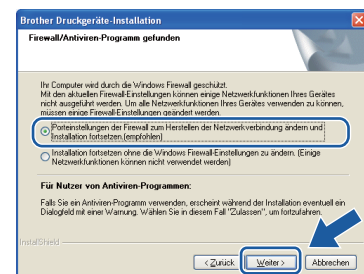 Brother Druckgeräte-Installation
Firewall/Antiviren-Programm gefunden
Ihr Computer wird durch die Windows Firewall geschützt.
Mit den aktuellen Firewall-Einstellungen können einige Netzwerkfunktionen Ihres Gerätes
nicht ausgeführt werden. Um alle Netzwerkfunktionen Ihres Gerätes verwenden zu können,
müssen einige Firewall-Einstellungen geändert werden.
Porteinstellungen der Firewall zum Herstellen der Netzwerkverbindung ändern und
Installation fortsetzen.(empfohlen)
Installation fortsetzen ohne die Windows Firewall-Einstellungen zu ändern. (Einige
Netzwerkfunktionen können nicht verwendet werden)
Für Nutzer von Antiviren-Programmen:
Falls Sie ein Antiviren-Programm verwenden, erscheint während der Installation eventuell ein
Dialogfeld mit einer Warnung. Wählen Sie in diesem Fall "Zulassen", um fortzufahren.
InstallShield
< Zurück Weiter > Abbrechen